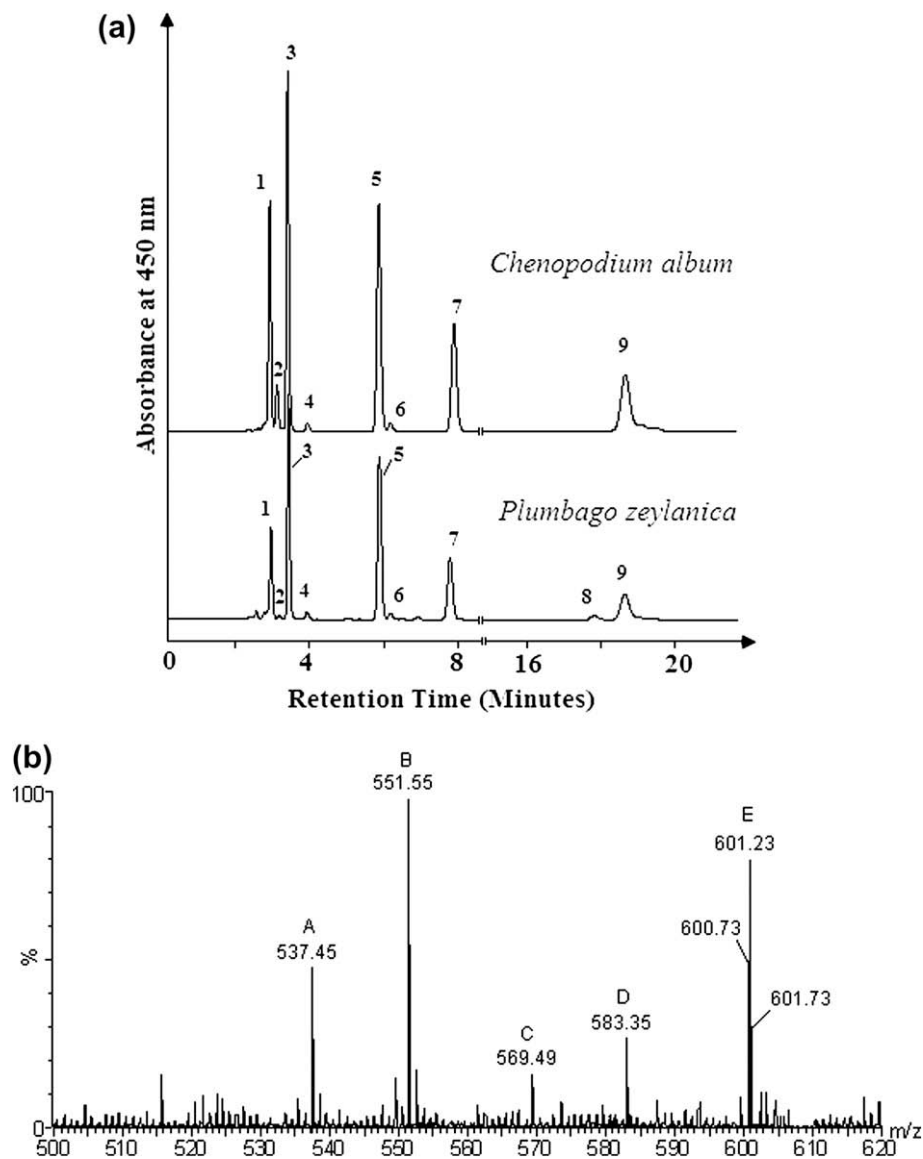 (a)
Absorbance at 450 nm
3
1
5
2
4
6
7
9
Chenopodium album
3
5
1
2
4
6
7
8
9
Plumbago zeylanica
0 4 8 16 20
Retention Time (Minutes)
(b)
100
%
0
A
537.45
B
551.55
C
569.49
D
583.35
E
601.23
600.73
601.73
500 510 520 530 540 550 560 570 580 590 600 610 620 m/z